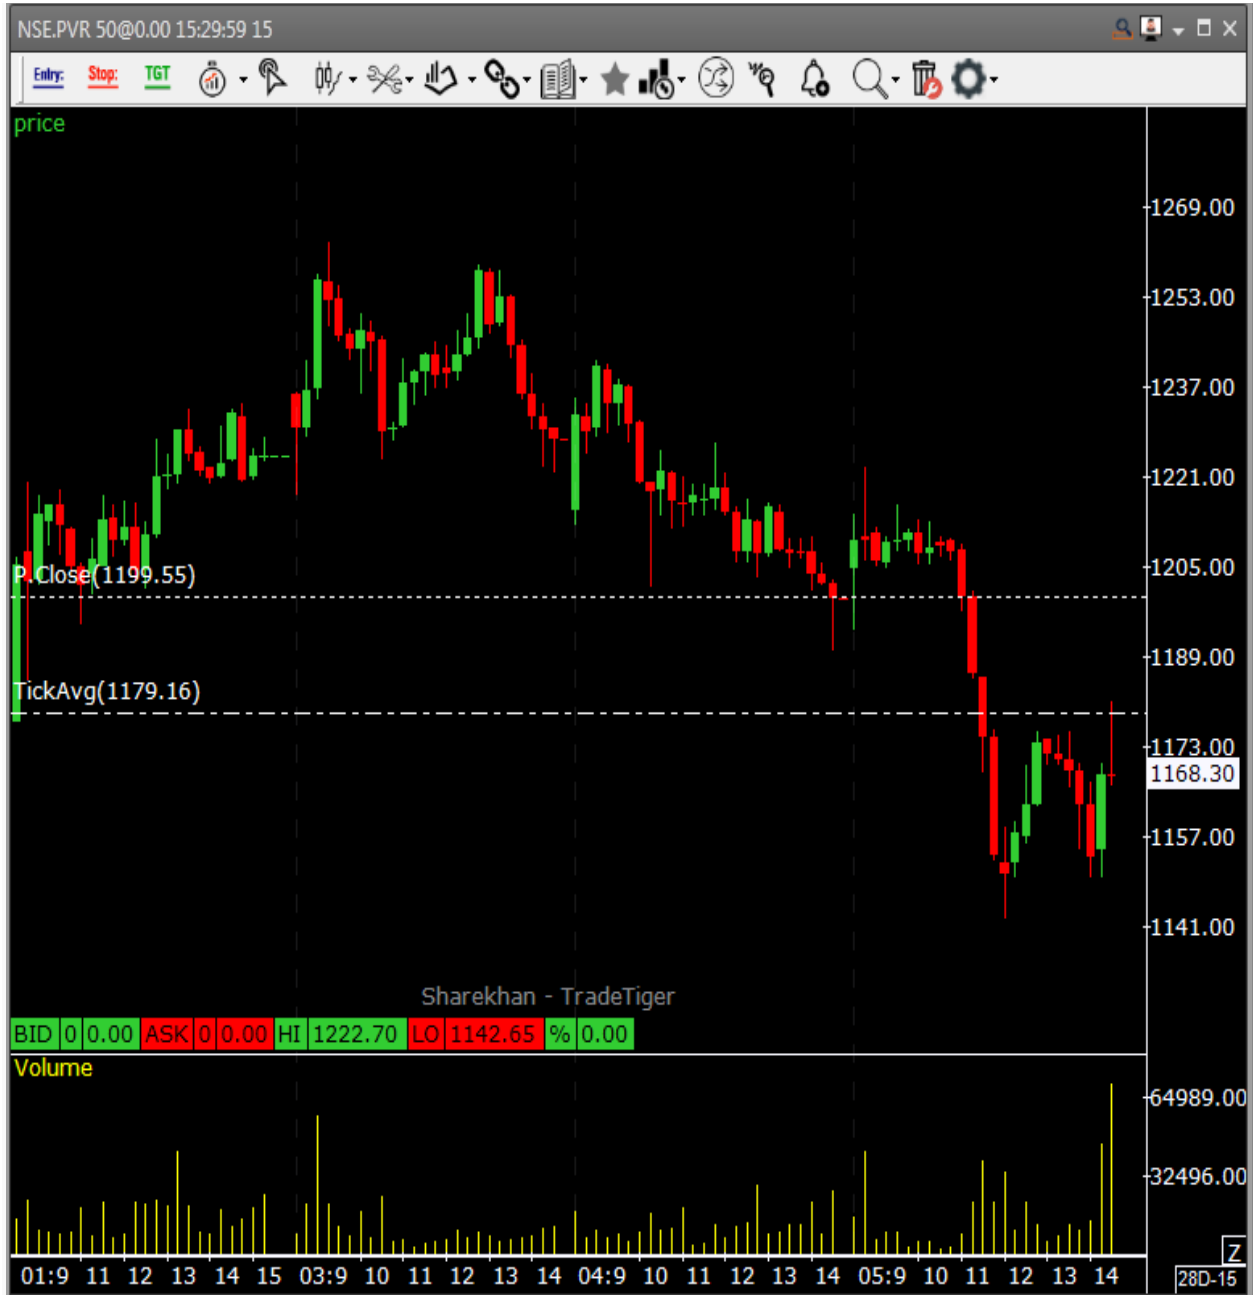 NSE.PVR 50@0.00 15:29:59 15
Entry: Stop: TGT
price
1269.00
1253.00
1237.00
1221.00
1205.00
P.Close(1199.55)
1189.00
TickAvg(1179.16)
1173.00
1168.30
1157.00
1141.00
Sharekhan - TradeTiger
BID 0 0.00 ASK 0 0.00 HI 1222.70 LO 1142.65 % 0.00
Volume
64989.00
32496.00
Z
01:9 11 12 13 14 15 03:9 10 11 12 13 14 04:9 10 11 12 13 14 05:9 10 11 12 13 14 28D-15